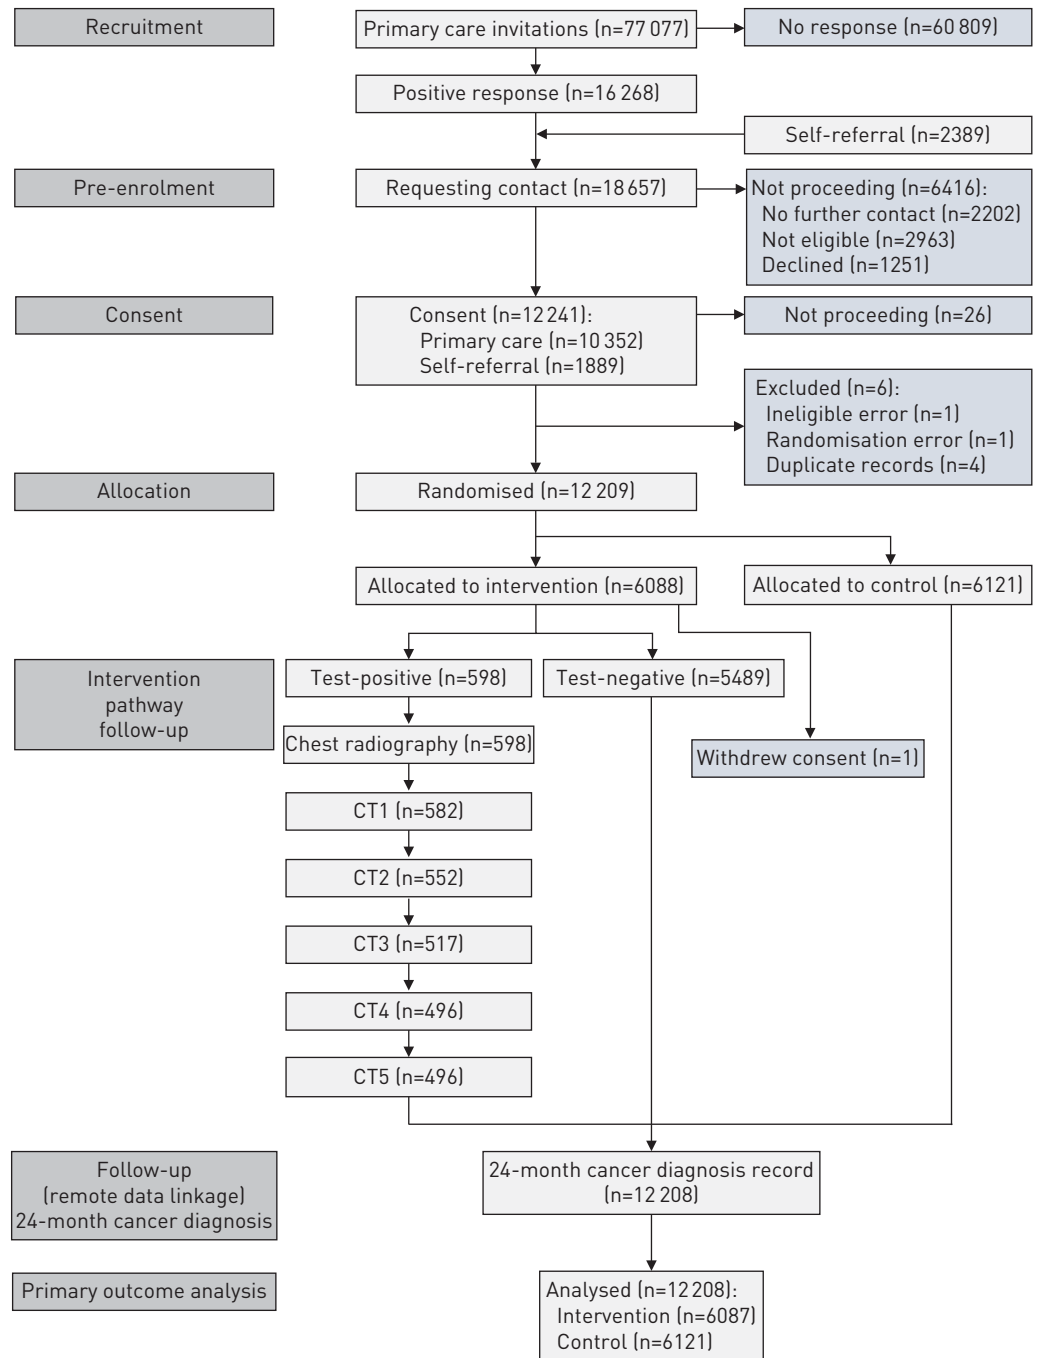 Recruitment
Primary care invitations (n=77 077)
No response (n=60 809)
Positive response (n=16 268)
Self-referral (n=2389)
Pre-enrolment
Requesting contact (n=18 657)
Not proceeding (n=6416):
No further contact (n=2202)
Not eligible (n=2963)
Declined (n=1251)
Consent
Consent (n=12 241):
Primary care (n=10 352)
Self-referral (n=1889)
Not proceeding (n=26)
Excluded (n=6):
Ineligible error (n=1)
Randomisation error (n=1)
Duplicate records (n=4)
Allocation
Randomised (n=12 209)
Allocated to intervention (n=6088)
Allocated to control (n=6121)
Intervention
pathway
follow-up
Test-positive (n=598)
Test-negative (n=5489)
Chest radiography (n=598)
Withdrew consent (n=1)
CT1 (n=582)
CT2 (n=552)
CT3 (n=517)
CT4 (n=496)
CT5 (n=496)
Follow-up
(remote data linkage)
24-month cancer diagnosis
24-month cancer diagnosis record
(n=12 208)
Primary outcome analysis
Analysed (n=12 208):
Intervention (n=6087)
Control (n=6121)